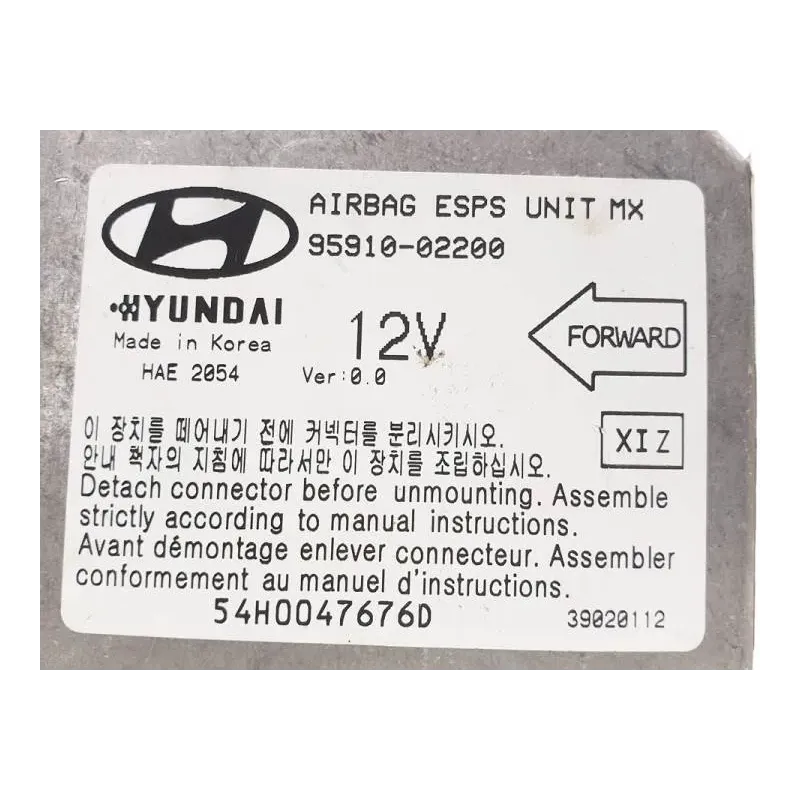 AIRBAG ESPS UNIT MX
95910-02200
HYUNDAI
Made in Korea
HAE 2054
12V
Ver:0.0
FORWARD
XIZ
이 장치를 떼어내기 전에 커넥터를 분리시키시오.
안내 책자의 지침에 따라서만 이 장치를 조립하십시오.
Detach connector before unmounting. Assemble
strictly according to manual instructions.
Avant démontage enlever connecteur. Assembler
conformement au manuel d'instructions.
54H0047676D
39020112